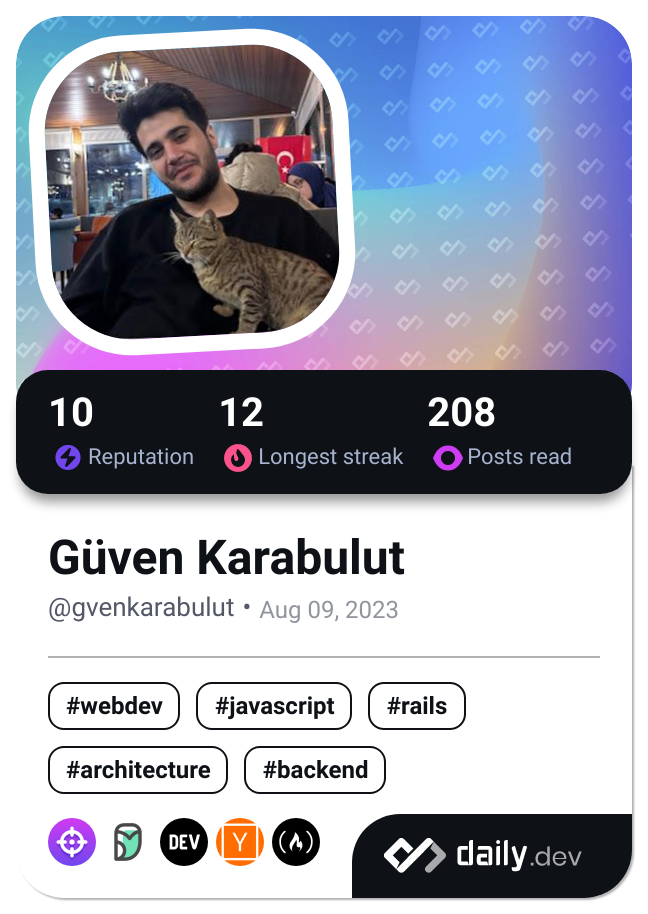 10 12 208
Reputation Longest streak Posts read
Güven Karabulut
@gvenkarabulut • Aug 09, 2023
#webdev #javascript #rails
#architecture #backend
DEV Y
daily.dev